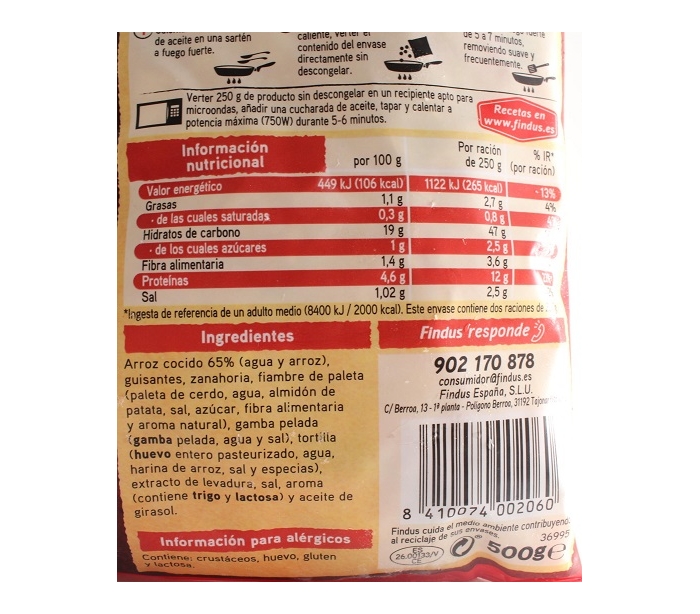 de aceite en una sartén
a fuego fuerte.
caliente, verter el
contenido del envase
directamente sin
descongelar.
de 5 a 7 minutos,
removiendo suave y
frecuentemente.
Verter 250 g de producto sin descongelar en un recipiente apto para
microondas, añadir una cucharada de aceite, tapar y calentar a
potencia máxima (750W) durante 5-6 minutos.
Recetas en
www.findus.es
Información
nutricional
por 100 g
Por ración
de 250 g
% IR*
(por ración)
Valor energético 449 kJ (106 kcal) 1122 kJ (265 kcal) 13%
Grasas 1,1 g 2,7 g 4%
- de las cuales saturadas 0,3 g 0,8 g
Hidratos de carbono 19 g 47 g
- de los cuales azúcares 1 g 2,5 g
Fibra alimentaria 1,4 g 3,6 g
Proteínas 4,6 g 12 g
Sal 1,02 g 2,5 g
*Ingesta de referencia de un adulto medio (8400 kJ / 2000 kcal). Este envase contiene dos raciones de
Ingredientes
Arroz cocido 65% (agua y arroz),
guisantes, zanahoria, fiambre de paleta
(paleta de cerdo, agua, almidón de
patata, sal, azúcar, fibra alimentaria
y aroma natural), gamba pelada
(gamba pelada, agua y sal), tortilla
(huevo entero pasteurizado, agua,
harina de arroz, sal y especias),
extracto de levadura, sal, aroma
(contiene trigo y lactosa) y aceite de
girasol.
Información para alérgicos
Contiene: crustáceos, huevo, gluten
y lactosa.
Findus responde
902 170 878
consumidor@findus.es
Findus España, S.L.U.
C/ Berroa, 13 - 1ª planta - Polígono Berroa, 31192
8 410074 002060
Findus cuida el medio ambiente contribuyendo
al reciclaje de sus envases.
36995
ES
26.00133/V
CE
500g e